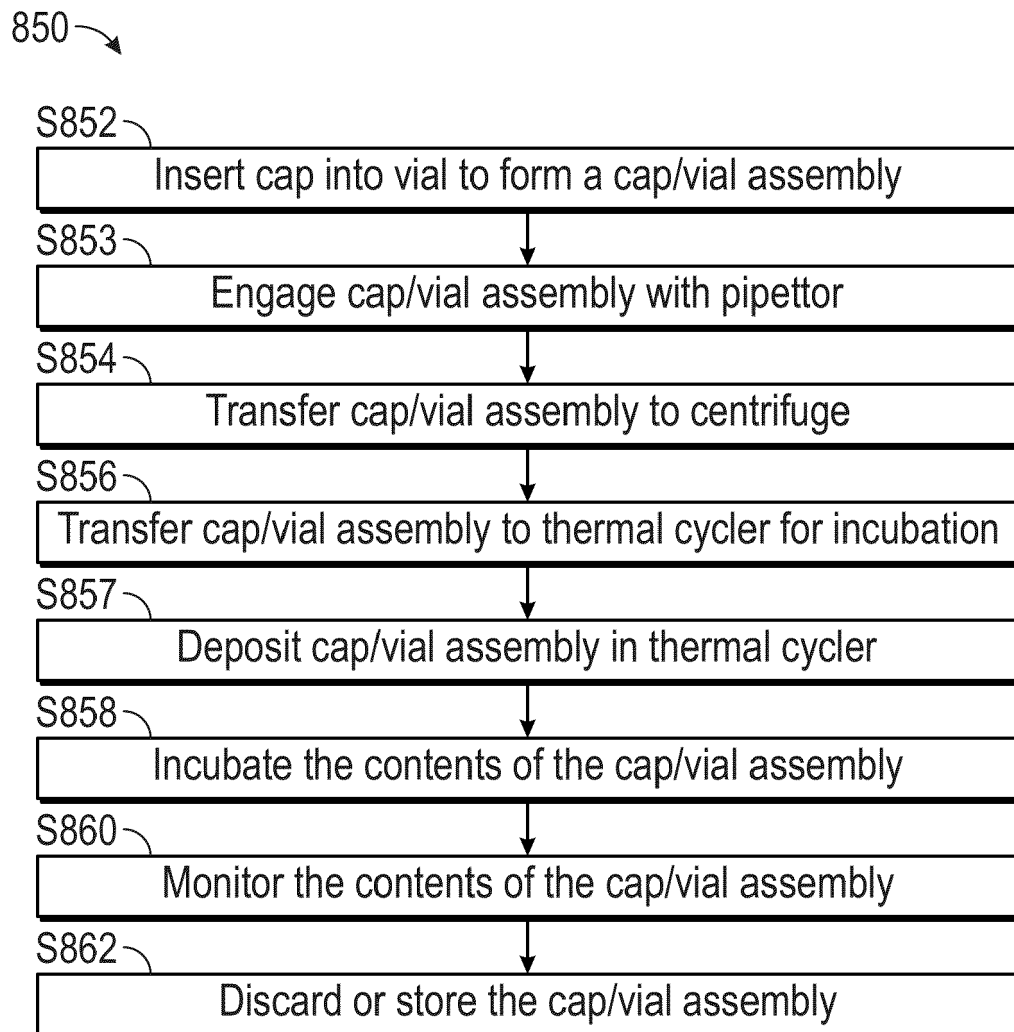 850
S852
Insert cap into vial to form a cap/vial assembly
S853
Engage cap/vial assembly with pipettor
S854
Transfer cap/vial assembly to centrifuge
S856
Transfer cap/vial assembly to thermal cycler for incubation
S857
Deposit cap/vial assembly in thermal cycler
S858
Incubate the contents of the cap/vial assembly
S860
Monitor the contents of the cap/vial assembly
S862
Discard or store the cap/vial assembly